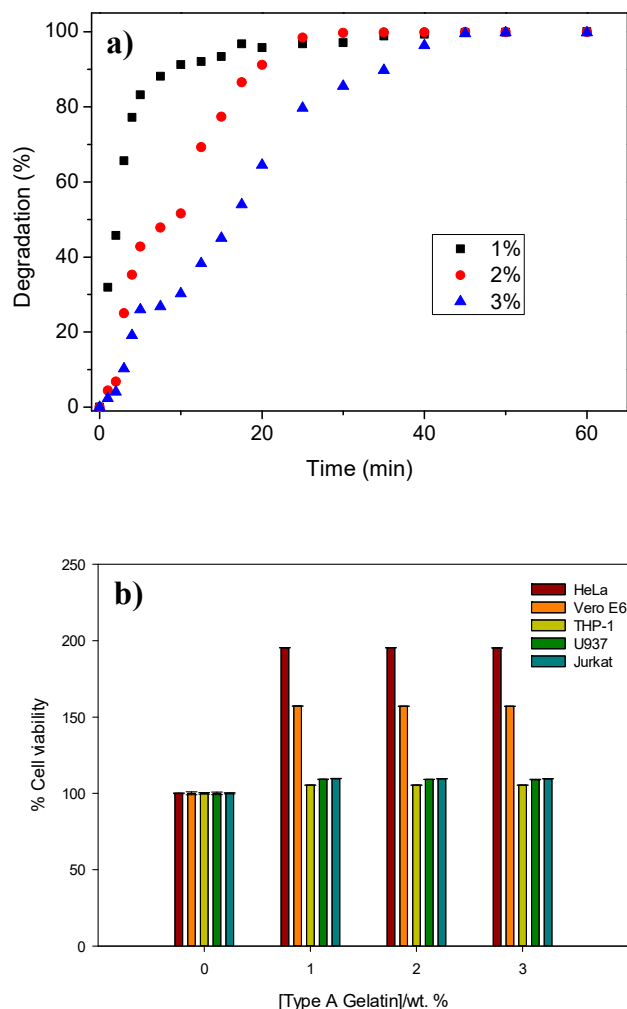 a)
Degradation (%)
100
80
60
40
20
0
1%
2%
3%
0
20
40
60
Time (min)
b)
% Cell viability
250
200
150
100
50
0
HeLa
Vero E6
THP-1
U937
Jurkat
0
1
2
3
[Type A Gelatin]/wt. %